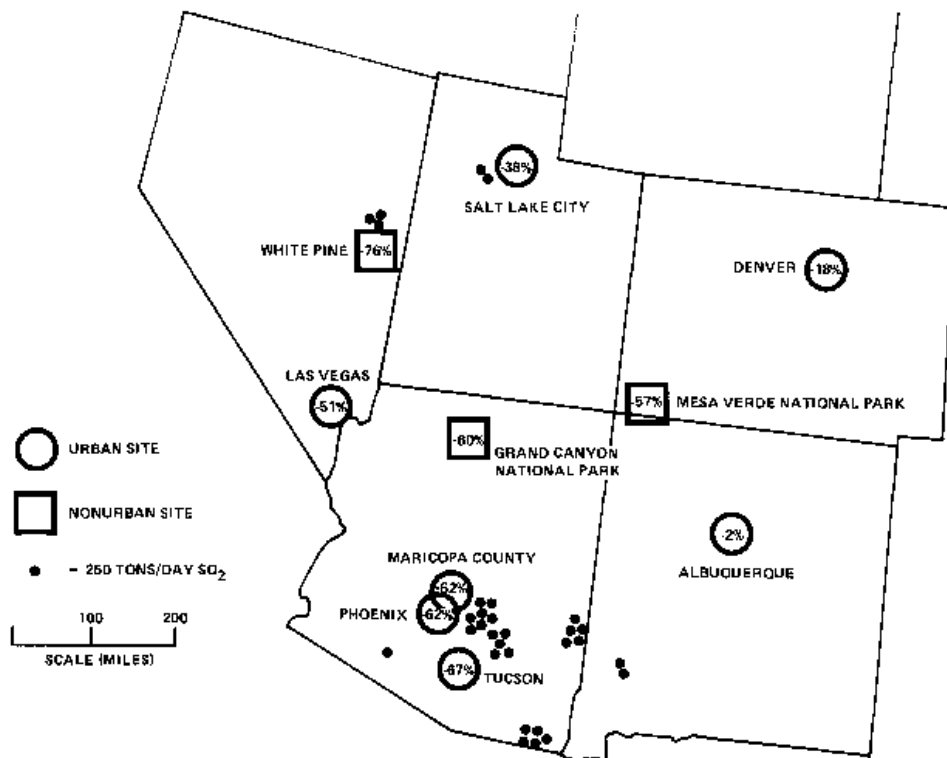 -38%
SALT LAKE CITY
WHITE PINE
-76%
DENVER
-18%
LAS VEGAS
-51%
-57%
MESA VERDE NATIONAL PARK
-60%
GRAND CANYON
NATIONAL PARK
URBAN SITE
NONURBAN SITE
- 250 TONS/DAY SO₂
100 200
SCALE (MILES)
-2%
ALBUQUERQUE
MARICOPA COUNTY
-62%
PHOENIX
-62%
-67%
TUCSON